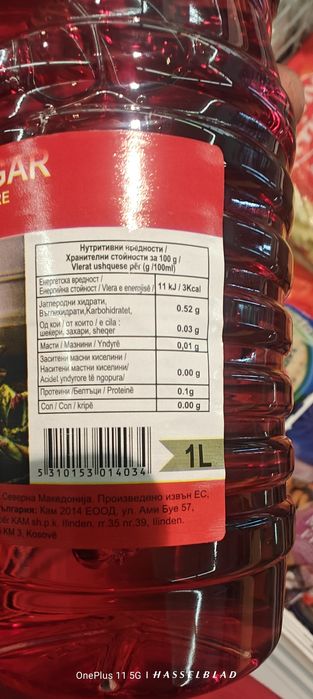 GAR
RE
Нутритивни вредности /
Хранителни стойности за 100 g /
Vlerat ushquese për (g /100ml)
Енергетска вредност /
Енергийна стойност / Vlera e energjisë / 11 kJ / 3Kcal
Јаглероднi хидрати,
Въглехидрати,Karbohidratet, 0.52 g
Од кои / от които / e cila :
шеќери, захари, sheqer 0.03 g
Масти / Мазнини / Yndyrë 0,01 g
Заситени масни киселини /
Наситени мастни киселини/
Acidet yndyrore të ngopura/ 0.00 g
Протеини /Белтъци / Proteinë 0.1g
Сол / Сол / kripë 0.00 g
5310153014034
1L
Северна Македонија. Произведено извън ЕС,
България: Кам 2014 ЕООД, ул. Ами Буе 57,
për KAM sh.p.k. Ilinden. rr.35 nr.39, Ilinden.
KM 3, Kosovë
OnePlus 11 5G | HASSELBLAD